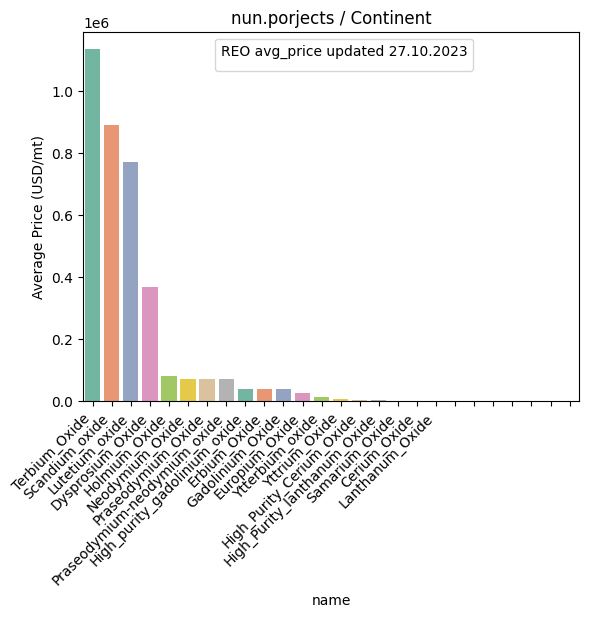 nun.porjects / Continent
1e6
REO avg_price updated 27.10.2023
Average Price (USD/mt)
1.0
0.8
0.6
0.4
0.2
0.0
Terbium_Oxide
Scandium_oxide
Lutetium_oxide
Dysprosium_Oxide
Holmium_Oxide
Neodymium_Oxide
Praseodymium_Oxide
Praseodymium-neodymium_oxide
High_purity_gadolinium_oxide
Erbium_Oxide
Gadolinium_Oxide
Europium_Oxide
Ytterbium_oxide
Yttrium_Oxide
High_Purity_Cerium_Oxide
High_Purity_lanthanum_Oxide
Samarium_Oxide
Cerium_Oxide
Lanthanum_Oxide
name